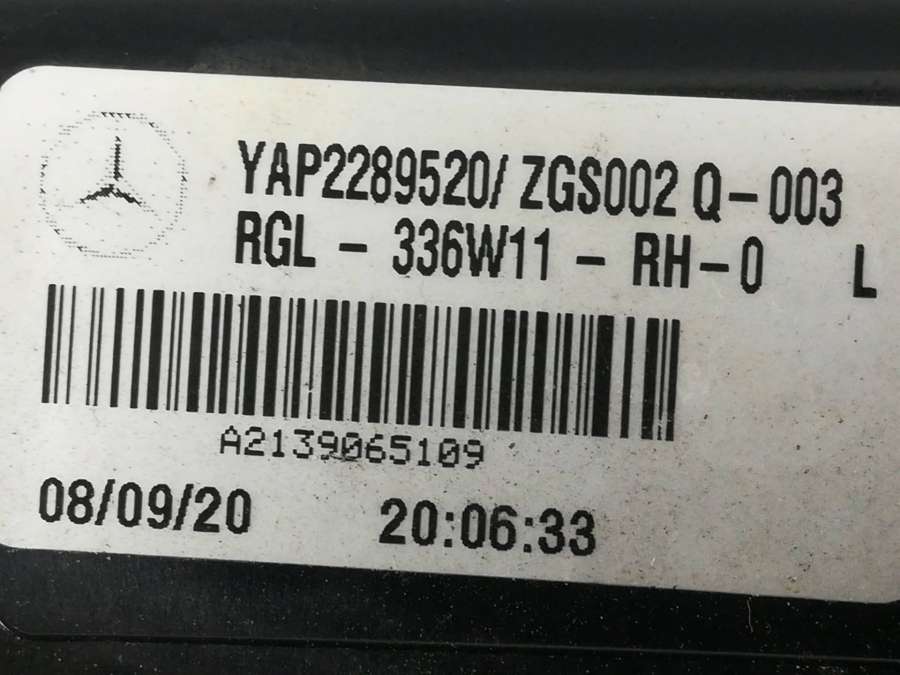 YAP2289520/ ZGS002 Q-003
RGL - 336W11 - RH-0 L
A2139065109
08/09/20 20:06:33